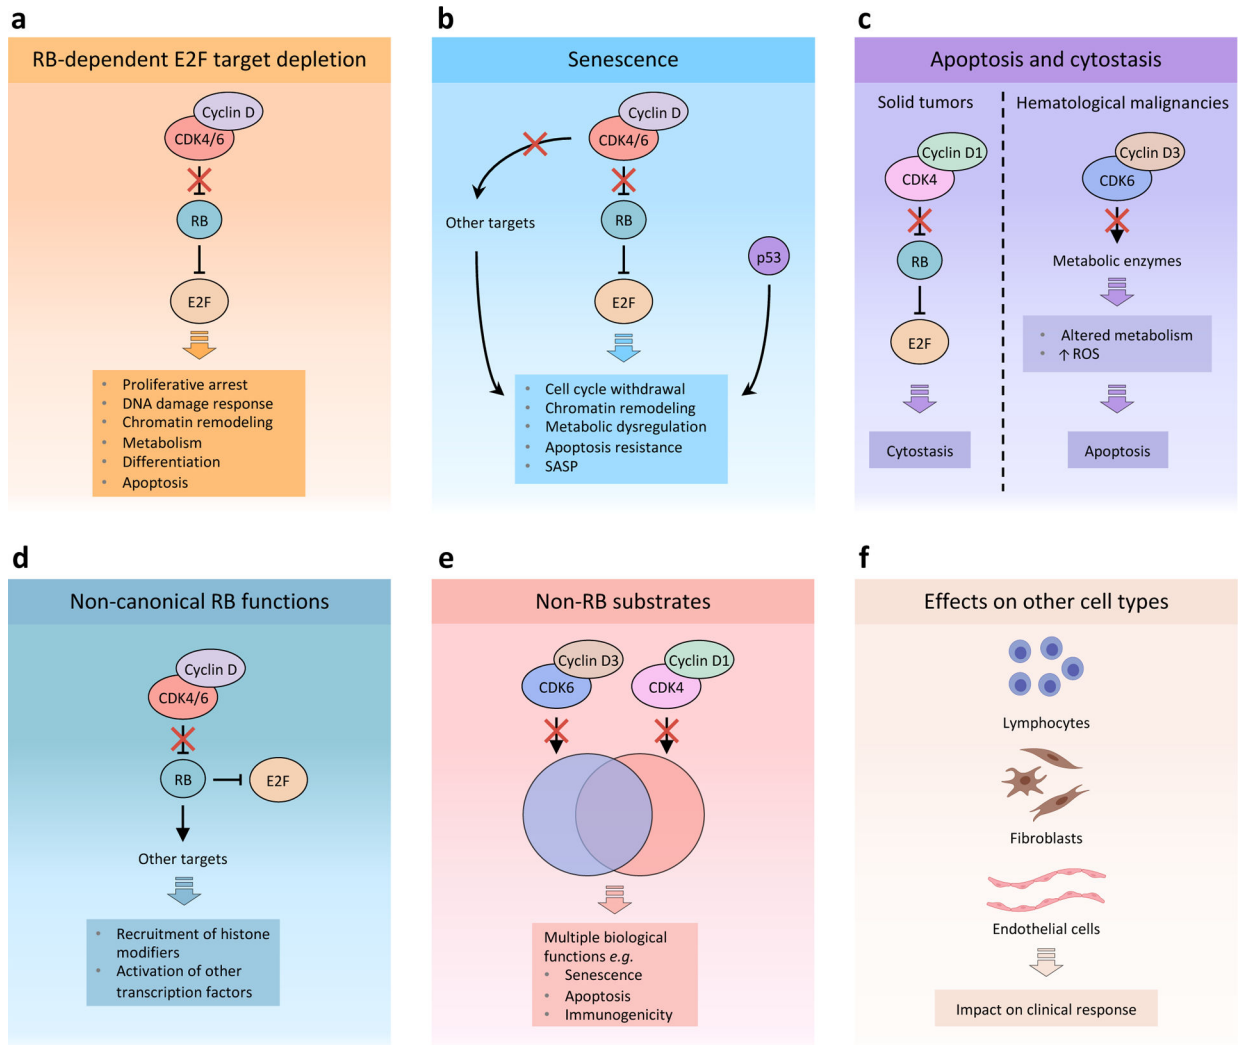 a
RB-dependent E2F target depletion
Cyclin D
CDK4/6
RB
E2F
• Proliferative arrest
• DNA damage response
• Chromatin remodeling
• Metabolism
• Differentiation
• Apoptosis
b
Senescence
Cyclin D
CDK4/6
Other targets
RB
p53
E2F
• Cell cycle withdrawal
• Chromatin remodeling
• Metabolic dysregulation
• Apoptosis resistance
• SASP
c
Apoptosis and cytostasis
Solid tumors
Cyclin D1
CDK4
RB
E2F
Cytostasis
Hematological malignancies
Cyclin D3
CDK6
Metabolic enzymes
• Altered metabolism
• ↑ ROS
Apoptosis
d
Non-canonical RB functions
Cyclin D
CDK4/6
RB
E2F
Other targets
• Recruitment of histone
modifiers
• Activation of other
transcription factors
e
Non-RB substrates
Cyclin D3
CDK6
Cyclin D1
CDK4
Multiple biological
functions e.g.
• Senescence
• Apoptosis
• Immunogenicity
f
Effects on other cell types
Lymphocytes
Fibroblasts
Endothelial cells
Impact on clinical response